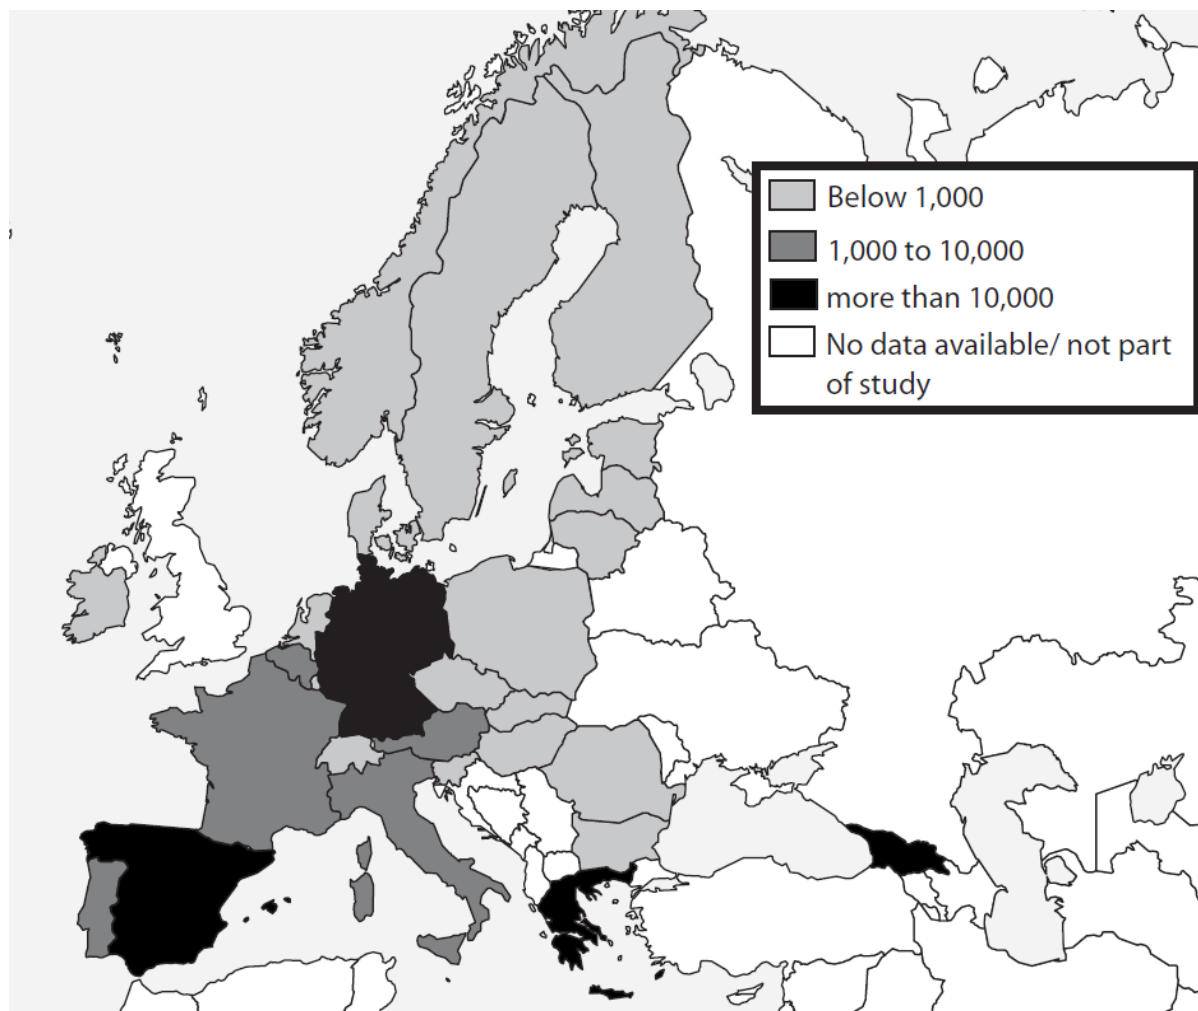 Below 1,000
1,000 to 10,000
more than 10,000
No data available/ not part
of study